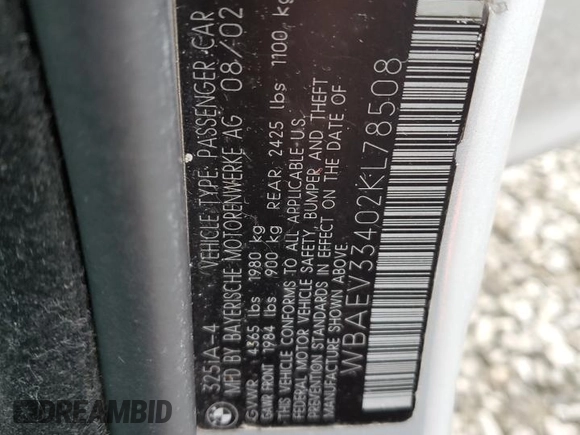 325IA-4 VEHICLE: TYPE: PASSENGER CAR
MFD BY BAYERISCHE MOTORENWERKE AG 08/02
GVWR: 4365 lbs 1980 kg
GAWR FRONT 1984 lbs 900 kg REAR: 2425 lbs 1100 kg
THIS VEHICLE CONFORMS TO ALL APPLICABLE U.S.
FEDERAL MOTOR VEHICLE SAFETY, BUMPER AND THEFT
PREVENTION STANDARDS IN EFFECT ON THE DATE OF
MANUFACTURE SHOWN ABOVE.
WBAEV33402KL78508
DREAMBID